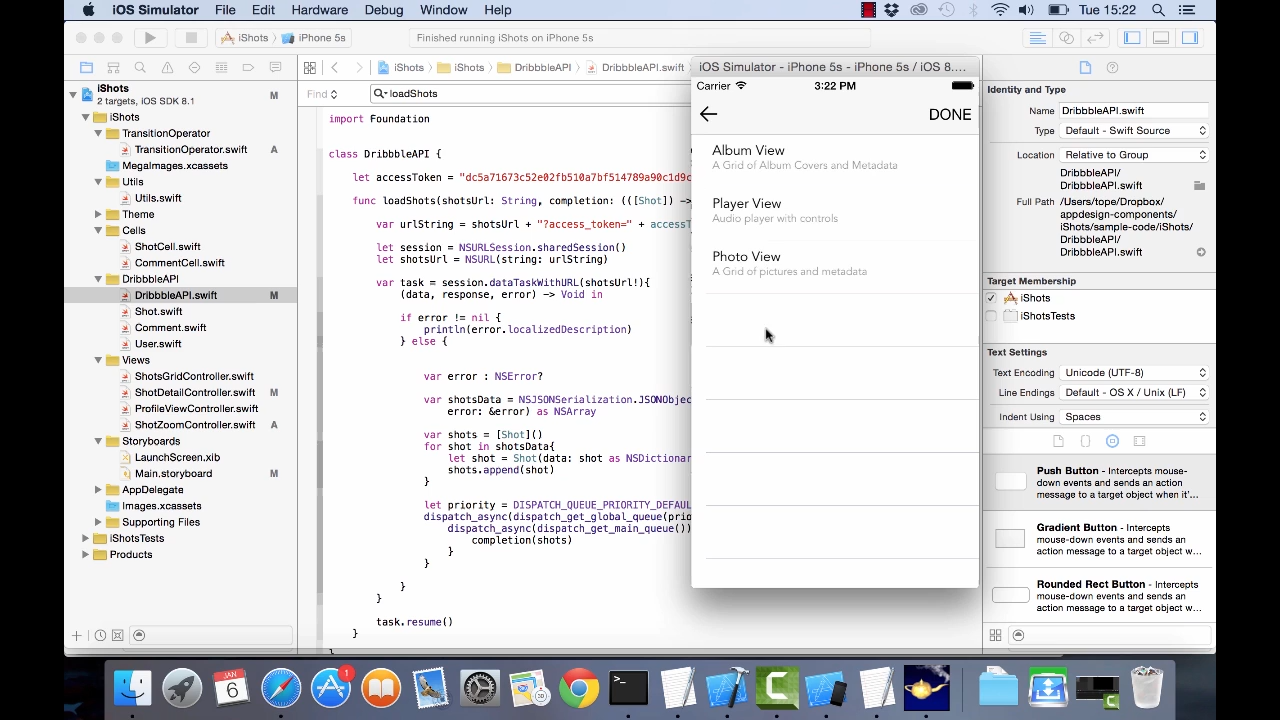 iOS Simulator File Edit Hardware Debug Window Help Tue 15:22
iShots iPhone 5s Finished running iShots on iPhone 5s
iShots
2 targets, iOS SDK 8.1
M
iShots
TransitionOperator
TransitionOperator.swift A
MegaImages.xcassets
Utils
Utils.swift
Theme
Cells
ShotCell.swift
CommentCell.swift
DribbbleAPI
DribbbleAPI.swift M
Shot.swift
Comment.swift
User.swift
Views
ShotsGridController.swift
ShotDetailController.swift M
ProfileViewController.swift
ShotZoomController.swift A
Storyboards
LaunchScreen.xib
Main.storyboard M
AppDelegate
Images.xcassets
Supporting Files
iShotsTests
Products
iShots iShots DribbbleAPI DribbbleAPI.swift
Find loadShots
import Foundation
class DribbbleAPI {
let accessToken = "dc5a71673c52e02fb510a7bf514789a90c1d9c
func loadShots(shotsUrl: String, completion: (([Shot]) ->
var urlString = shotsUrl + "?access_token=" + accessT
let session = NSURLSession.sharedSession()
let shotsUrl = NSURL(string: urlString)
var task = session.dataTaskWithURL(shotsUrl!){
(data, response, error) -> Void in
if error != nil {
println(error.localizedDescription)
} else {
var error : NSError?
var shotsData = NSJSONSerialization.JSONObjec
error: &error) as NSArray
var shots = [Shot]()
for shot in shotsData{
let shot = Shot(data: shot as NSDictionar
shots.append(shot)
}
let priority = DISPATCH_QUEUE_PRIORITY_DEFAU
dispatch_async(dispatch_get_global_queue(prio
dispatch_async(dispatch_get_main_queue())
completion(shots)
}
}
}
}
task.resume()
}
iOS Simulator - iPhone 5s - iPhone 5s / iOS 8....
Carrier 3:22 PM
DONE
Album View
A Grid of Album Covers and Metadata
Player View
Audio player with controls
Photo View
A Grid of pictures and metadata
Identity and Type
Name DribbbleAPI.swift
Type Default - Swift Source
Location Relative to Group
DribbbleAPI/
DribbbleAPI.swift
Full Path /Users/tope/Dropbox/
appdesign-components/
iShots/sample-code/iShots/
DribbbleAPI/
DribbbleAPI.swift
Target Membership
iShots
iShotsTests
Text Settings
Text Encoding Unicode (UTF-8)
Line Endings Default - OS X / Unix (LF)
Indent Using Spaces
Push Button - Intercepts mouse-
down events and sends an
action message to a target object when it'...
Gradient Button - Intercepts
mouse-down events and sends an
action message to a target object w...
Rounded Rect Button - Intercepts
mouse-down events and sends an
action message to a target object w...
JAN
6
1